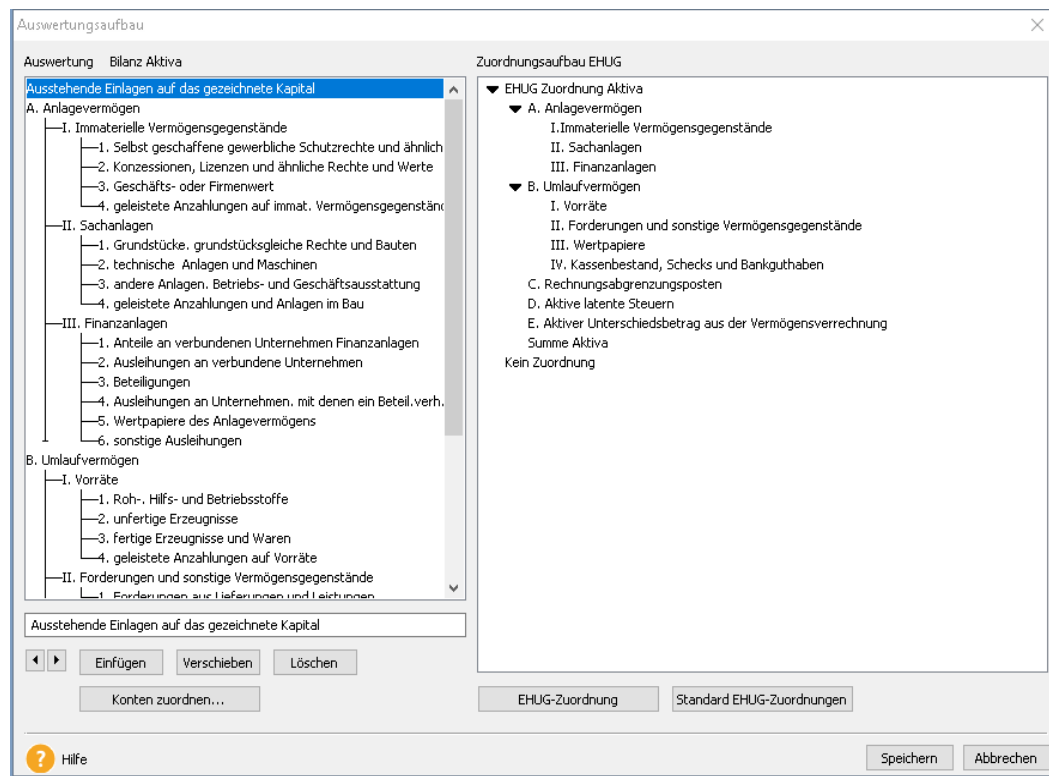 Auswertungsaufbau
Auswertung Bilanz Aktiva
Ausstehende Einlagen auf das gezeichnete Kapital
A. Anlagevermögen
I. Immaterielle Vermögensgegenstände
1. Selbst geschaffene gewerbliche Schutzrechte und ähnlich
2. Konzessionen, Lizenzen und ähnliche Rechte und Werte
3. Geschäfts- oder Firmenwert
4. geleistete Anzahlungen auf immat. Vermögensgegenständ
II. Sachanlagen
1. Grundstücke. grundstücksgleiche Rechte und Bauten
2. technische Anlagen und Maschinen
3. andere Anlagen. Betriebs- und Geschäftsausstattung
4. geleistete Anzahlungen und Anlagen im Bau
III. Finanzanlagen
1. Anteile an verbundenen Unternehmen Finanzanlagen
2. Ausleihungen an verbundene Unternehmen
3. Beteiligungen
4. Ausleihungen an Unternehmen. mit denen ein Beteil.verh.
5. Wertpapiere des Anlagevermögens
6. sonstige Ausleihungen
B. Umlaufvermögen
I. Vorräte
1. Roh-. Hilfs- und Betriebsstoffe
2. unfertige Erzeugnisse
3. fertige Erzeugnisse und Waren
4. geleistete Anzahlungen auf Vorräte
II. Forderungen und sonstige Vermögensgegenstände
1. Forderungen aus Lieferungen und Leistungen
Ausstehende Einlagen auf das gezeichnete Kapital
Einfügen
Verschieben
Löschen
Konten zuordnen...
Zuordnungsaufbau EHUG
EHUG Zuordnung Aktiva
A. Anlagevermögen
I.Immaterielle Vermögensgegenstände
II. Sachanlagen
III. Finanzanlagen
B. Umlaufvermögen
I. Vorräte
II. Forderungen und sonstige Vermögensgegenstände
III. Wertpapiere
IV. Kassenbestand, Schecks und Bankguthaben
C. Rechnungsabgrenzungsposten
D. Aktive latente Steuern
E. Aktiver Unterschiedsbetrag aus der Vermögensverrechnung
Summe Aktiva
Kein Zuordnung
EHUG-Zuordnung
Standard EHUG-Zuordnungen
? Hilfe
Speichern
Abbrechen